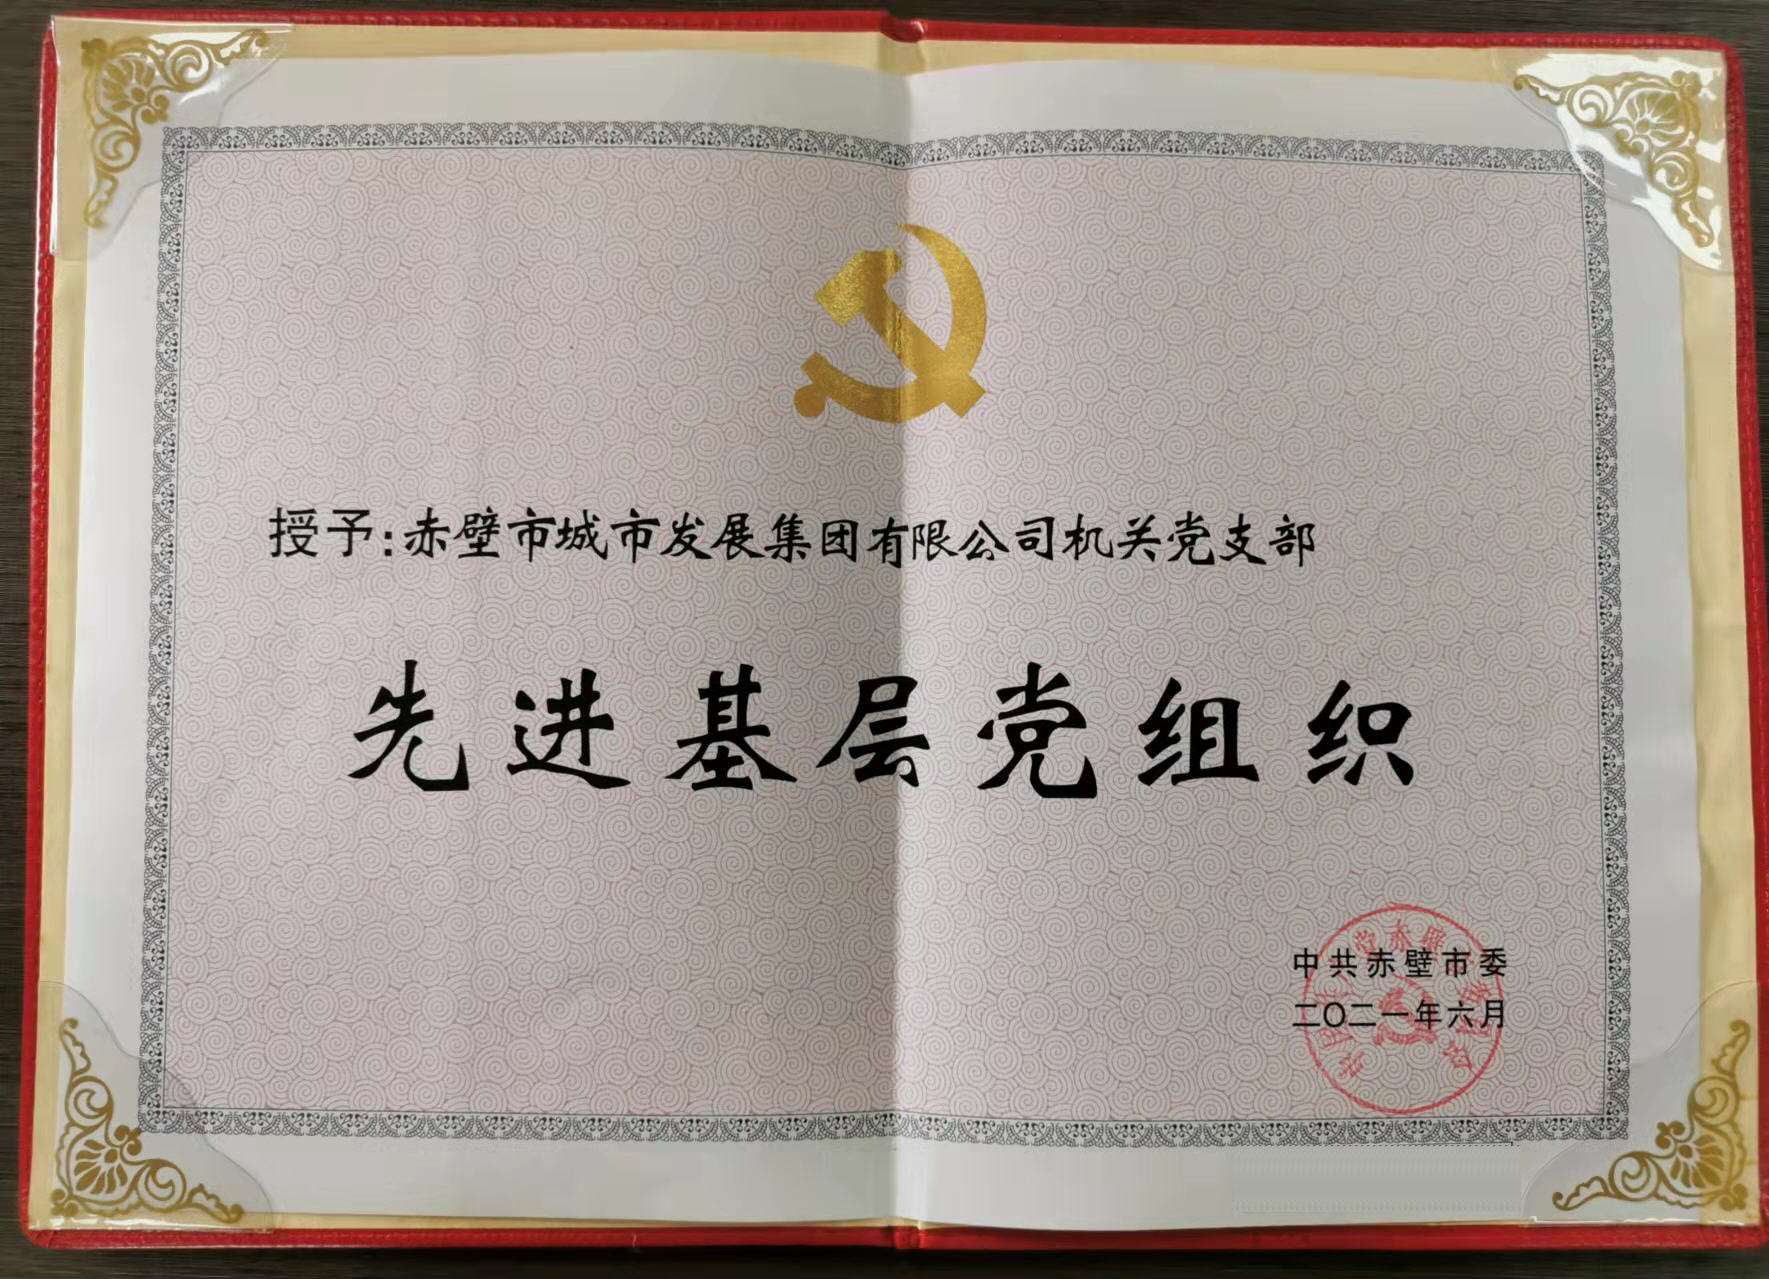 授予:赤壁市城市发展集团有限公司机关党支部
先进基层党组织
中共赤壁市委
二〇二一年六月